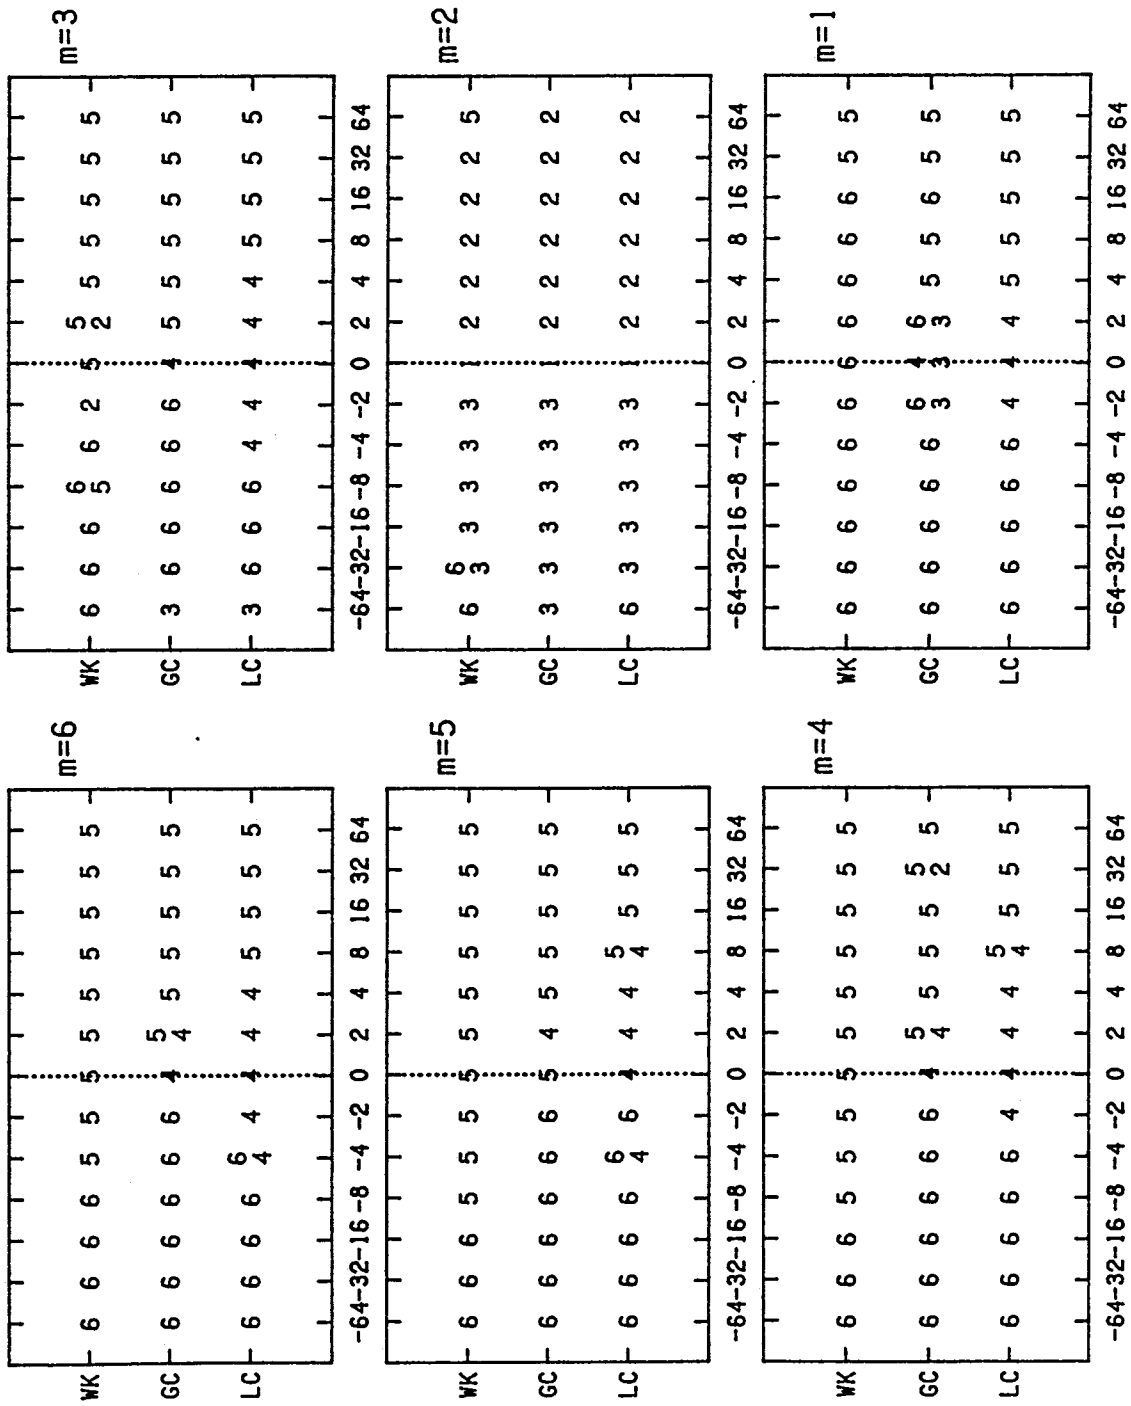 m=6
WK 6 6 6 6 5 5 5 5 5 5 5 5 5
GC 6 6 6 6 6 6 4 5 5 5 5 5 5
4
LC 6 6 6 6 6 4 4 4 4 5 5 5 5
4
-64 -32 -16 -8 -4 -2 0 2 4 8 16 32 64
m=3
WK 6 6 6 6 6 2 5 5 5 5 5 5 5
5 2
GC 3 6 6 6 6 6 4 5 5 5 5 5 5
LC 3 6 6 6 4 4 4 4 4 5 5 5 5
-64 -32 -16 -8 -4 -2 0 2 4 8 16 32 64
m=5
WK 6 6 6 5 5 5 5 5 5 5 5 5 5
GC 6 6 6 6 6 6 5 4 5 5 5 5 5
LC 6 6 6 6 6 6 4 4 4 5 5 5 5
4 4
-64 -32 -16 -8 -4 -2 0 2 4 8 16 32 64
m=2
WK 6 6 3 3 3 3 1 2 2 2 2 2 5
3
GC 3 3 3 3 3 3 1 2 2 2 2 2 2
LC 6 3 3 3 3 3 1 2 2 2 2 2 2
-64 -32 -16 -8 -4 -2 0 2 4 8 16 32 64
m=4
WK 6 6 6 5 5 5 5 5 5 5 5 5 5
GC 6 6 6 6 6 6 4 5 5 5 5 5 5
4 2
LC 6 6 6 6 6 4 4 4 4 5 5 5 5
4
-64 -32 -16 -8 -4 -2 0 2 4 8 16 32 64
m=1
WK 6 6 6 6 6 6 6 6 6 6 6 5 5
GC 6 6 6 6 6 6 4 6 5 5 6 5 5
3 3 3
LC 6 6 6 6 6 4 4 4 5 5 5 5 5
-64 -32 -16 -8 -4 -2 0 2 4 8 16 32 64